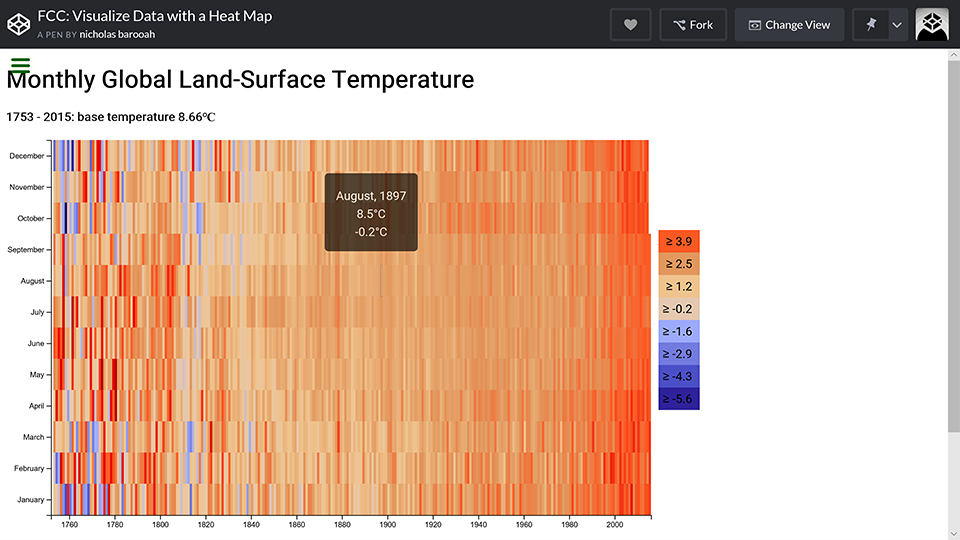 FCC: Visualize Data with a Heat Map
A PEN BY nicholas barooah
Fork
Change View
Monthly Global Land-Surface Temperature
1753 - 2015: base temperature 8.66℃
December
November
October
September
August
July
June
May
April
March
February
January
August, 1897
8.5°C
-0.2°C
≥ 3.9
≥ 2.5
≥ 1.2
≥ -0.2
≥ -1.6
≥ -2.9
≥ -4.3
≥ -5.6
1760 1780 1800 1820 1840 1860 1880 1900 1920 1940 1960 1980 2000